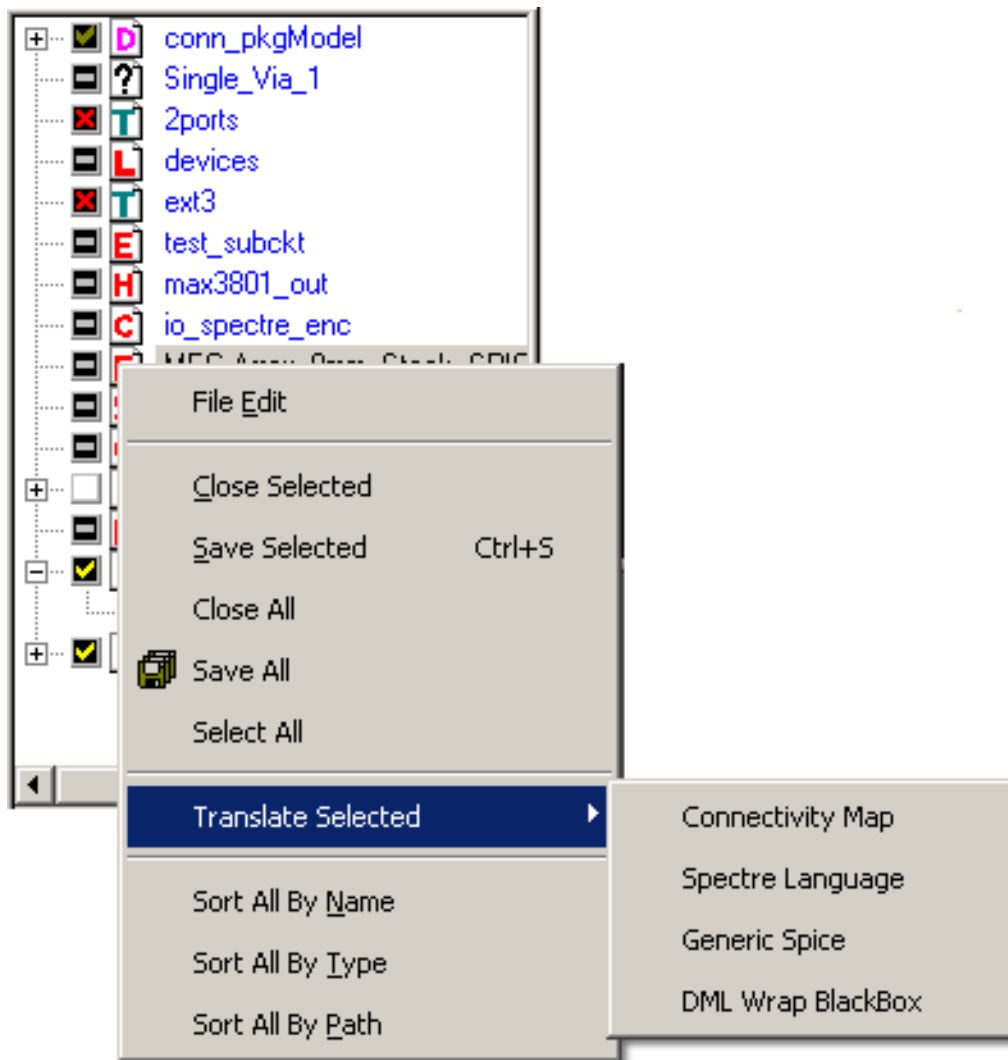 D conn_pkgModel
? Single_Via_1
T 2ports
L devices
T ext3
E test_subckt
H max3801_out
C io_spectre_enc
File Edit
Close Selected
Save Selected Ctrl+S
Close All
Save All
Select All
Translate Selected
Connectivity Map
Spectre Language
Generic Spice
DML Wrap BlackBox
Sort All By Name
Sort All By Type
Sort All By Path